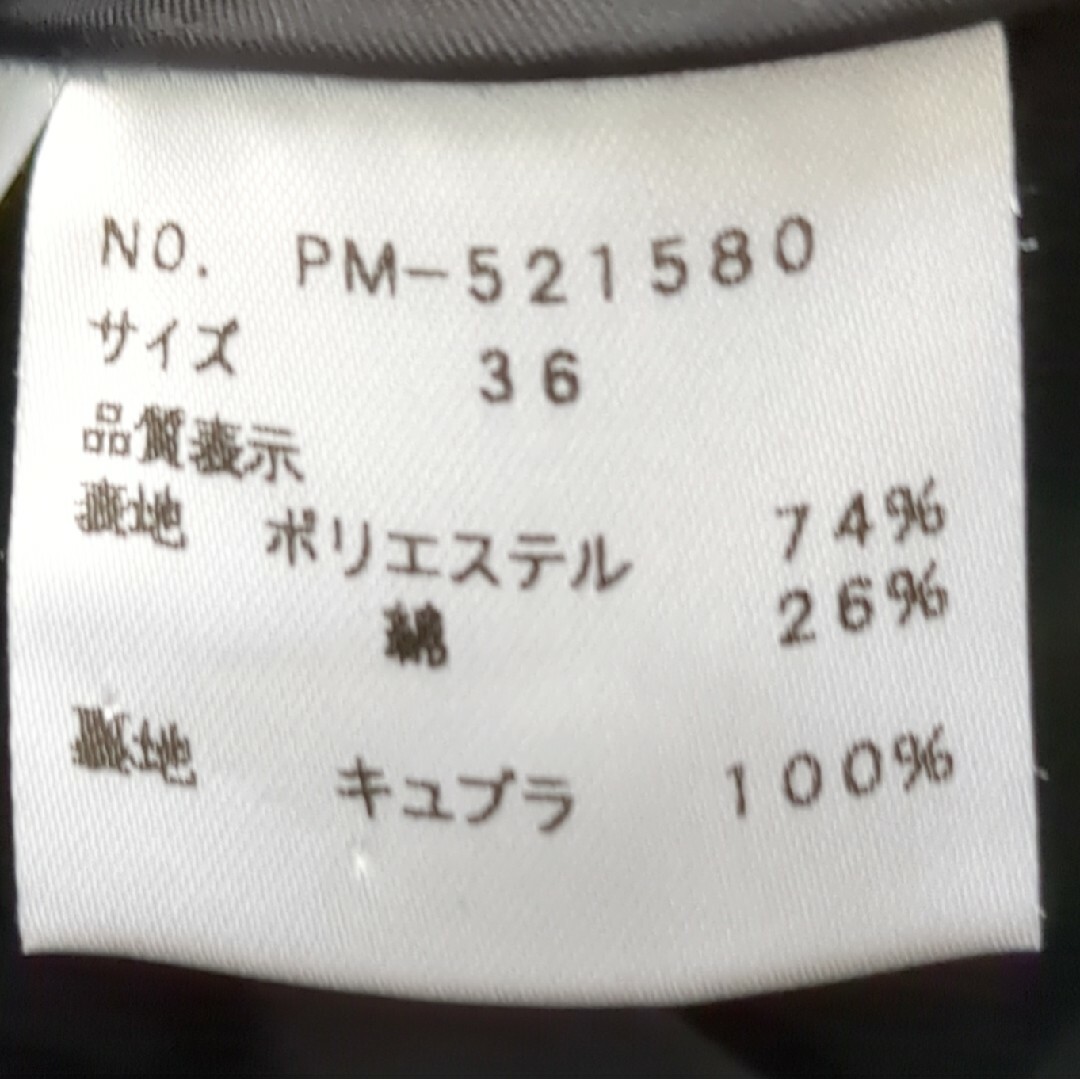 NO. PM-521580
サイズ 36
品質表示
表地 ポリエステル 74%
綿 26%
裏地 キュプラ 100%